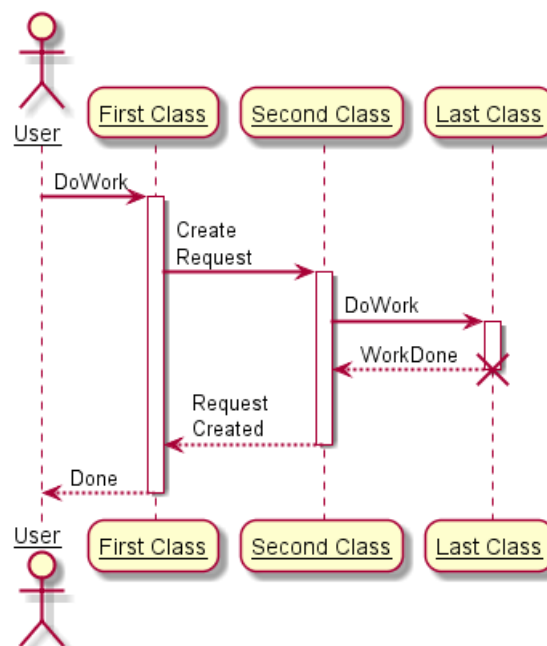 User
First Class
Second Class
Last Class
DoWork
Create
Request
DoWork
WorkDone
Request
Created
Done
User
First Class
Second Class
Last Class